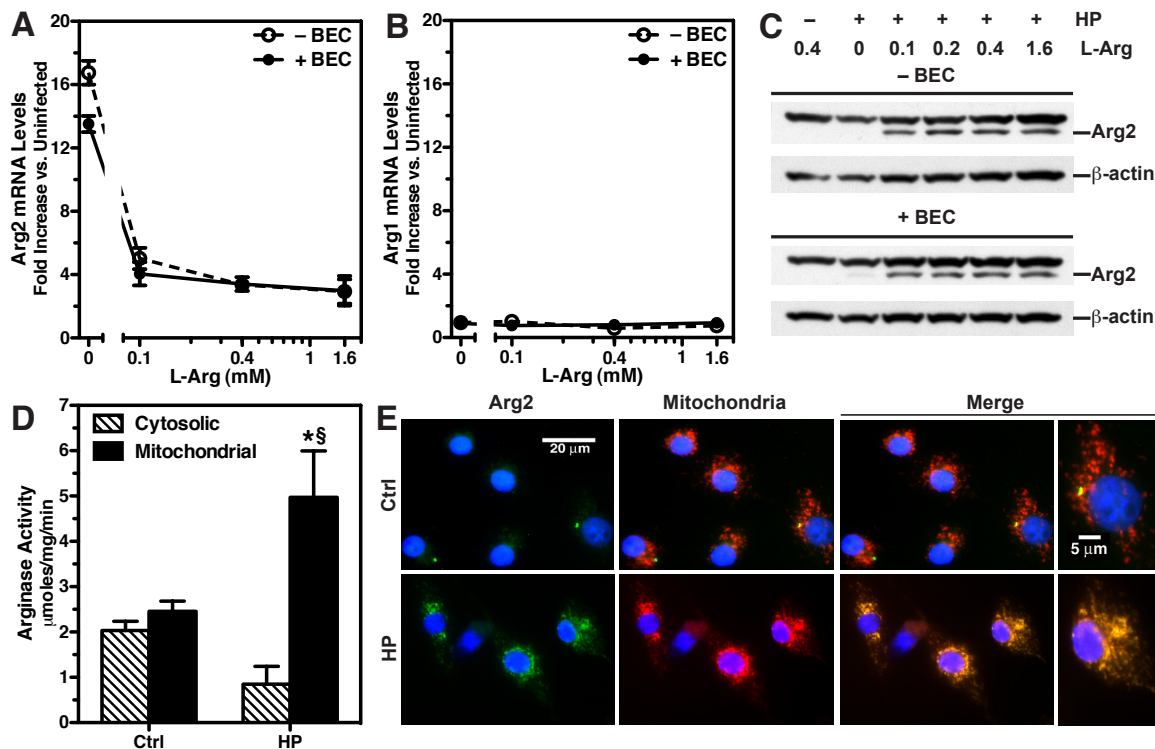 A
Arg2 mRNA Levels
Fold Increase vs. Uninfected
20
16
12
8
4
0
– BEC
+ BEC
0 0.1 0.4 1 1.6
L-Arg (mM)
B
Arg1 mRNA Levels
Fold Increase vs. Uninfected
20
16
12
8
4
0
– BEC
+ BEC
0 0.1 0.4 1 1.6
L-Arg (mM)
C
– + + + + + HP
0.4 0 0.1 0.2 0.4 1.6 L-Arg
– BEC
Arg2
β-actin
+ BEC
Arg2
β-actin
D
Arginase Activity
μmoles/mg/min
7
6
5
4
3
2
1
0
Cytosolic
Mitochondrial
*§
Ctrl HP
E
Arg2 Mitochondria Merge
Ctrl
20 μm
5 μm
HP